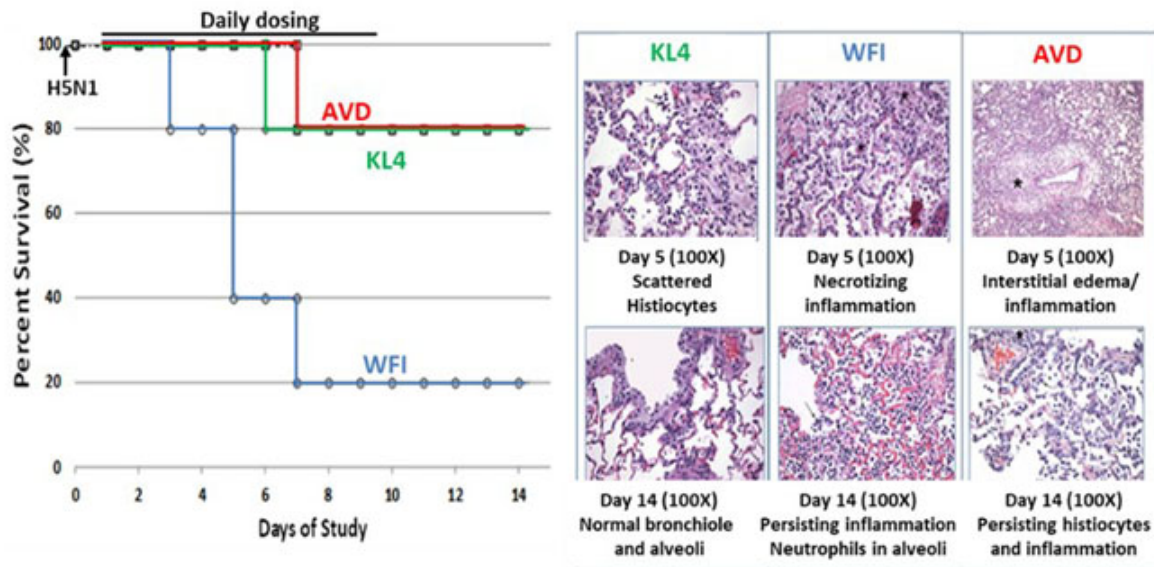 Daily dosing
100
H5N1
AVD
80
KL4
60
40
WFI
20
0
Percent Survival (%)
0 2 4 6 8 10 12 14
Days of Study
KL4 WFI AVD
Day 5 (100X)
Scattered
Histiocytes
Day 5 (100X)
Necrotizing
inflammation
Day 5 (100X)
Interstitial edema/
inflammation
Day 14 (100X)
Normal bronchiole
and alveoli
Day 14 (100X)
Persisting inflammation
Neutrophils in alveoli
Day 14 (100X)
Persisting histiocytes
and inflammation